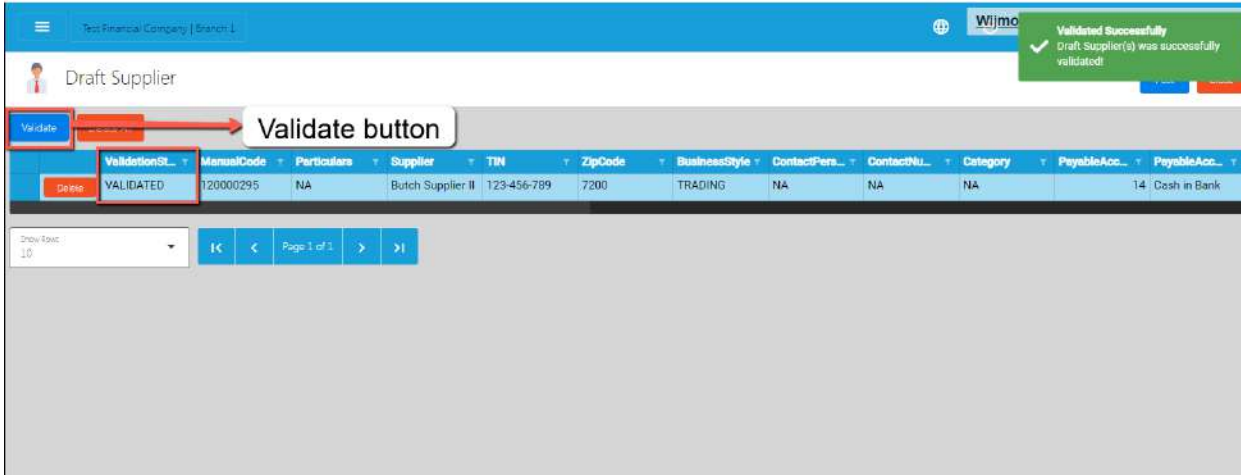 Test Financial Company | Branch 1
Wijmo
Validated Successfully
Draft Supplier(s) was successfully
validated!
Draft Supplier
Validate
Validate button
ValidationSt... ManualCode Particulars Supplier TIN ZipCode BusinessStyle ContactPers... ContactNu... Category PayableAcc... PayableAcc...
Delete VALIDATED 120000295 NA Butch Supplier II 123-456-789 7200 TRADING NA NA NA 14 Cash in Bank
Show Rows
10
Page 1 of 1